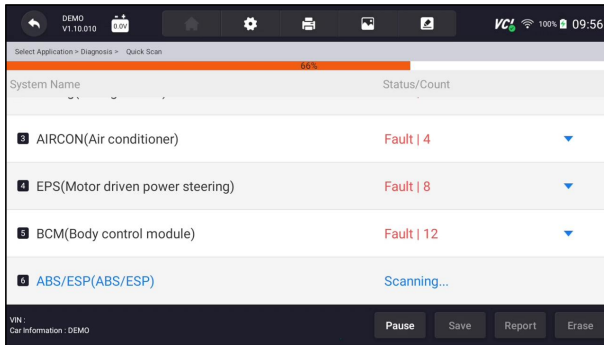 DEMO
V1.10.010
0.0V
VCI 100% 09:56
Select Application > Diagnosis > Quick Scan
66%
System Name Status/Count
3 AIRCON(Air conditioner) Fault | 4
4 EPS(Motor driven power steering) Fault | 8
5 BCM(Body control module) Fault | 12
6 ABS/ESP(ABS/ESP) Scanning...
VIN :
Car Information : DEMO
Pause Save Report Erase